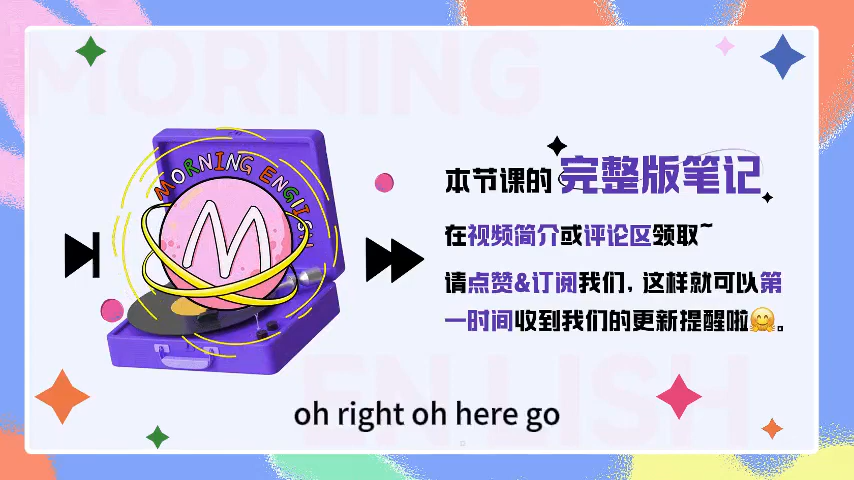 MORNING
MORNING ENGlISH
M
本节课的 完整版笔记
在视频简介或评论区领取~
请点赞&订阅我们, 这样就可以第
一时间收到我们的更新提醒啦🤗。
EN LISH
oh right oh here go